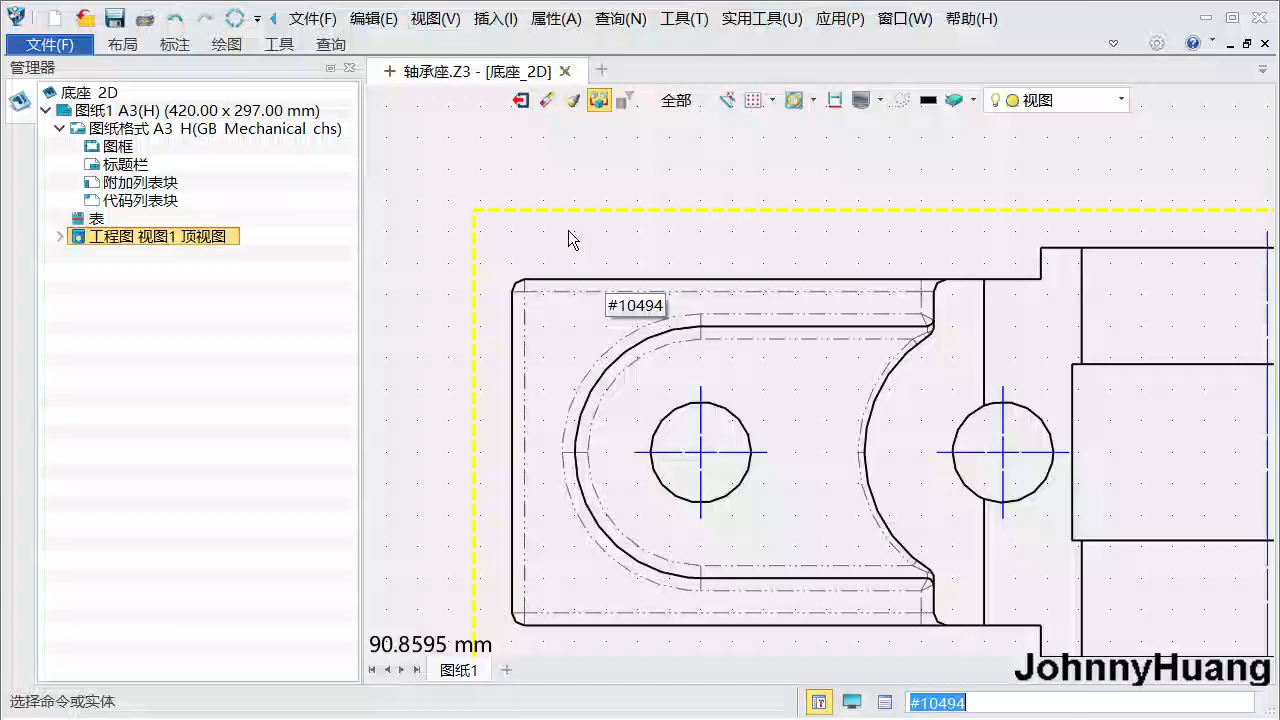 文件(F) 编辑(E) 视图(V) 插入(I) 属性(A) 查询(N) 工具(T) 实用工具(U) 应用(P) 窗口(W) 帮助(H)
文件(F) 布局 标注 绘图 工具 查询
管理器
轴承座.Z3 - [底座_2D]
全部
视图
底座_2D
图纸1 A3(H) (420.00 x 297.00 mm)
图纸格式 A3_H(GB_Mechanical_chs)
图框
标题栏
附加列表块
代码列表块
表
工程图 视图1 顶视图
#10494
90.8595 mm
图纸1
JohnnyHuang
选择命令或实体
#10494